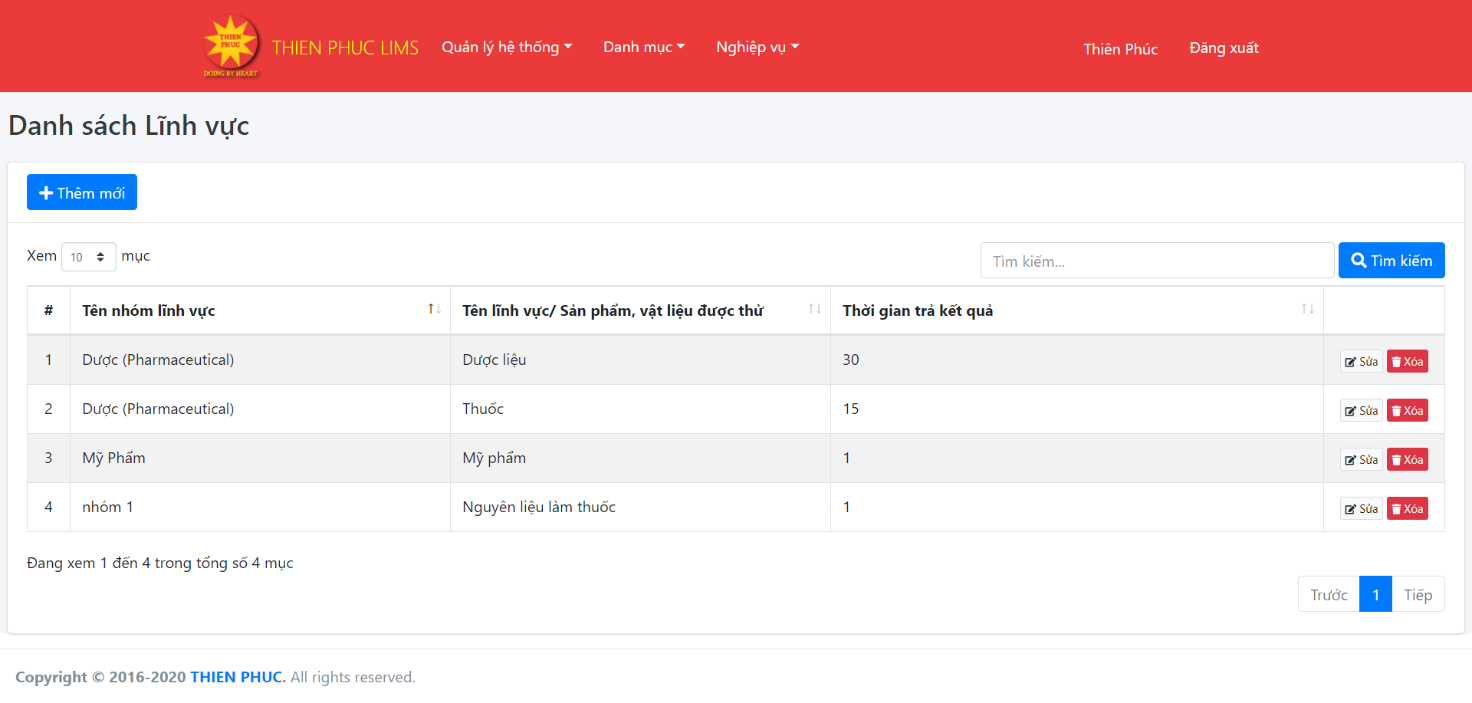 THIEN PHUC
DOING BY HEART
THIEN PHUC LIMS Quản lý hệ thống Danh mục Nghiệp vụ Thiên Phúc Đăng xuất
Danh sách Lĩnh vực
Thêm mới
Xem 10 mục Tìm kiếm... Tìm kiếm
# Tên nhóm lĩnh vực Tên lĩnh vực/ Sản phẩm, vật liệu được thử Thời gian trả kết quả
1 Dược (Pharmaceutical) Dược liệu 30 Sửa Xóa
2 Dược (Pharmaceutical) Thuốc 15 Sửa Xóa
3 Mỹ Phẩm Mỹ phẩm 1 Sửa Xóa
4 nhóm 1 Nguyên liệu làm thuốc 1 Sửa Xóa
Đang xem 1 đến 4 trong tổng số 4 mục
Trước 1 Tiếp
Copyright © 2016-2020 THIEN PHUC. All rights reserved.